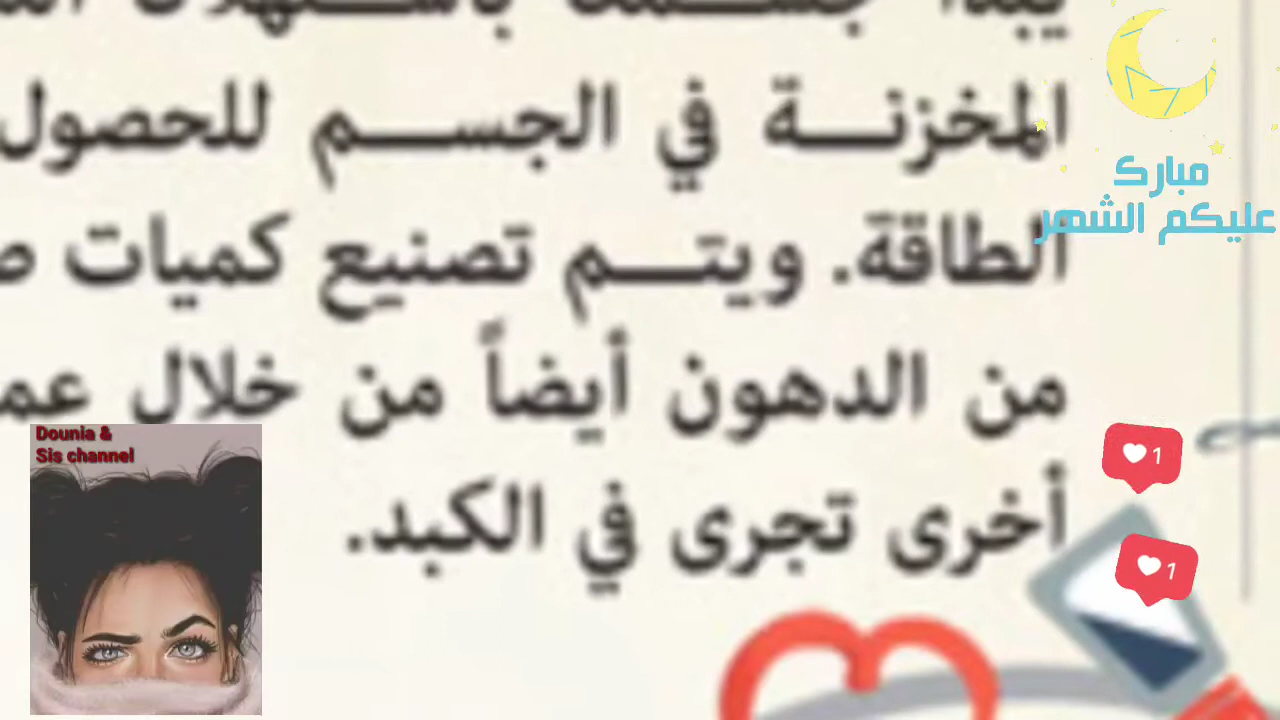 المخزنة في الجسم للحصول
الطاقة. ويتم تصنيع كميات
من الدهون أيضاً من خلال
أخرى تجرى في الكبد.
مبارك
عليكم الشهر
Dounia &
Sis channel
1
1